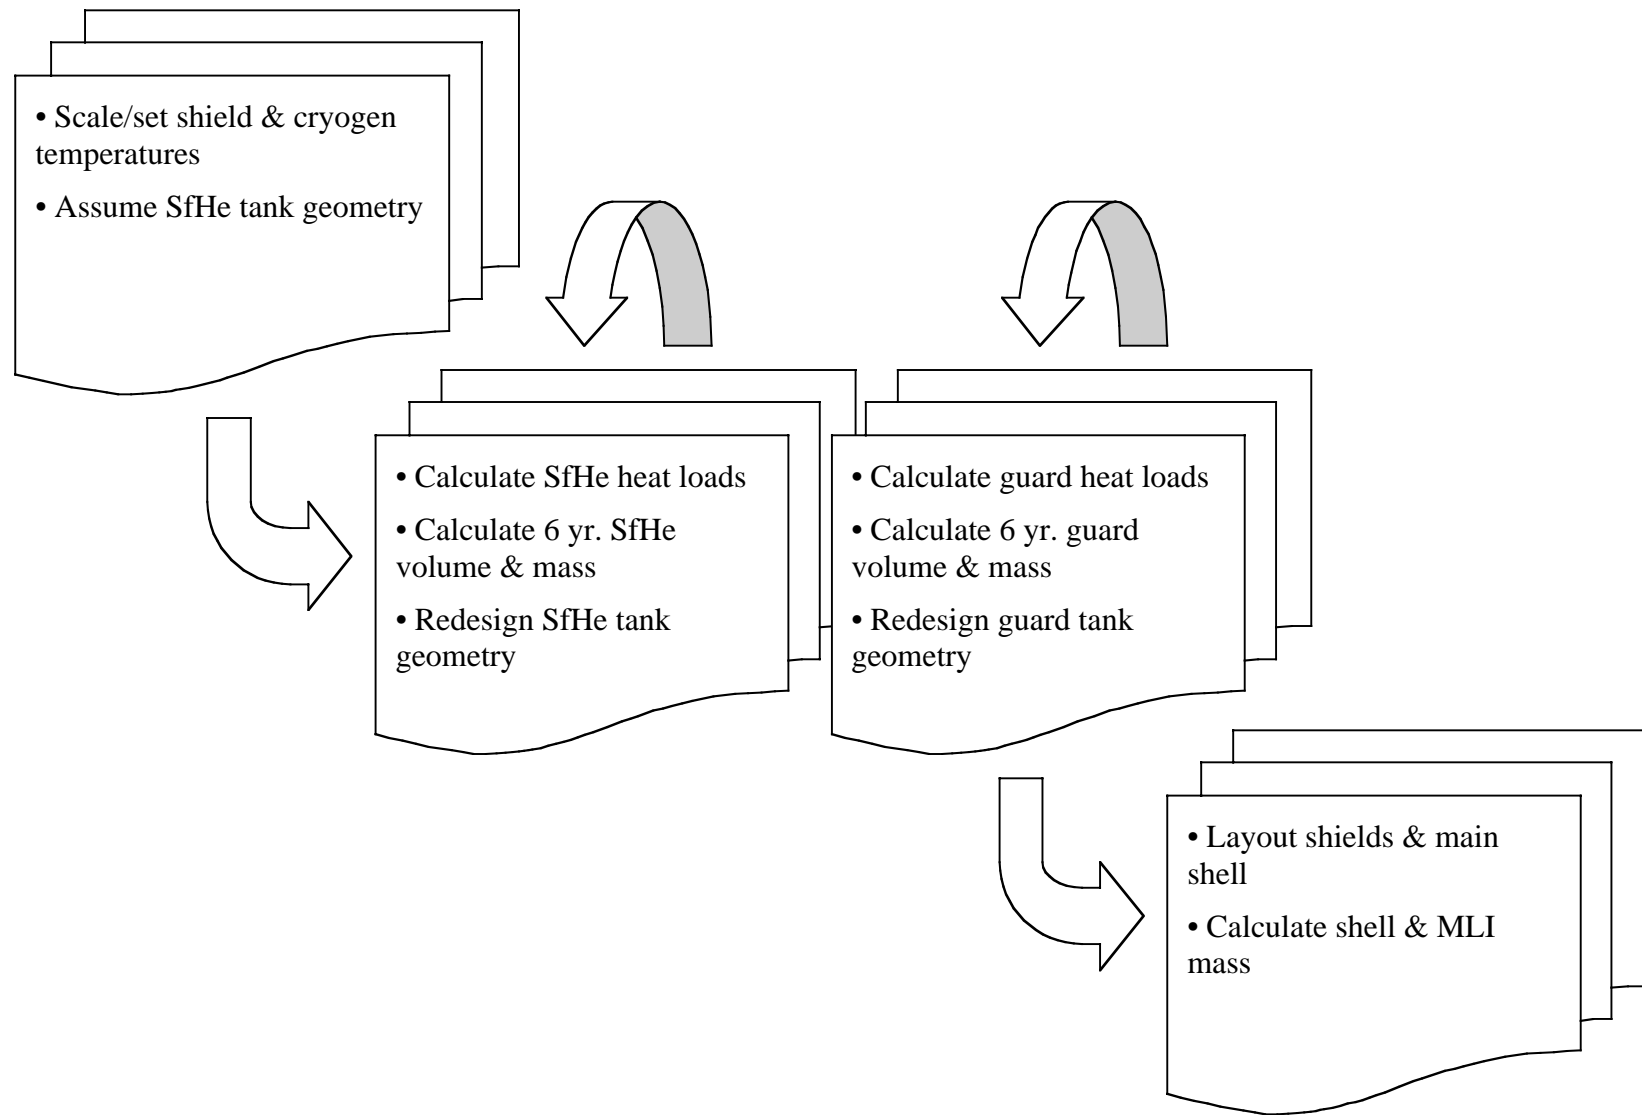 • Scale/set shield & cryogen
temperatures
• Assume SfHe tank geometry
• Calculate SfHe heat loads
• Calculate 6 yr. SfHe
volume & mass
• Redesign SfHe tank
geometry
• Calculate guard heat loads
• Calculate 6 yr. guard
volume & mass
• Redesign guard tank
geometry
• Layout shields & main
shell
• Calculate shell & MLI
mass